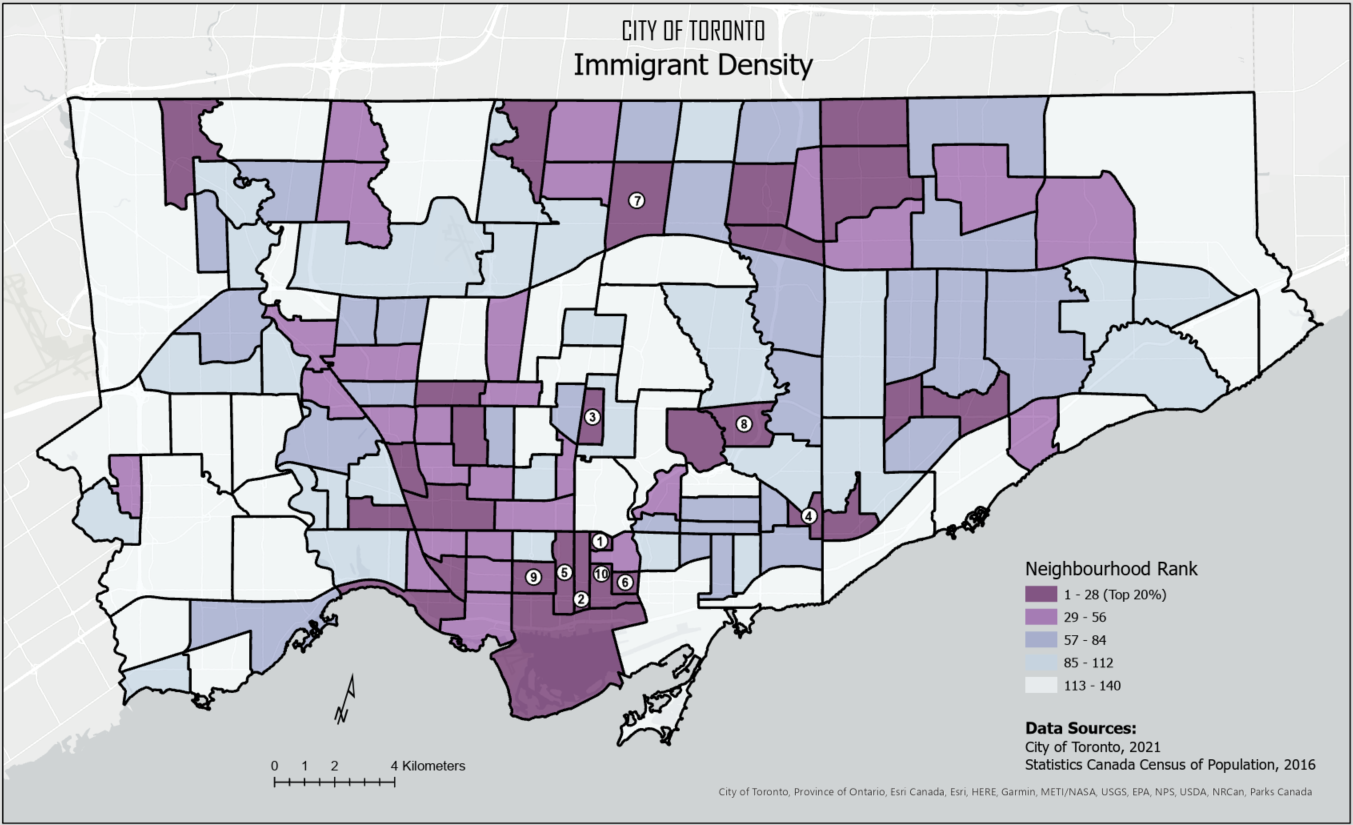 CITY OF TORONTO
Immigrant Density
7
3
8
4
1
9
5
10
6
2
Neighbourhood Rank
1 - 28 (Top 20%)
29 - 56
57 - 84
85 - 112
113 - 140
N
0 1 2 4 Kilometers
Data Sources:
City of Toronto, 2021
Statistics Canada Census of Population, 2016
City of Toronto, Province of Ontario, Esri Canada, Esri, HERE, Garmin, METI/NASA, USGS, EPA, NPS, USDA, NRCan, Parks Canada